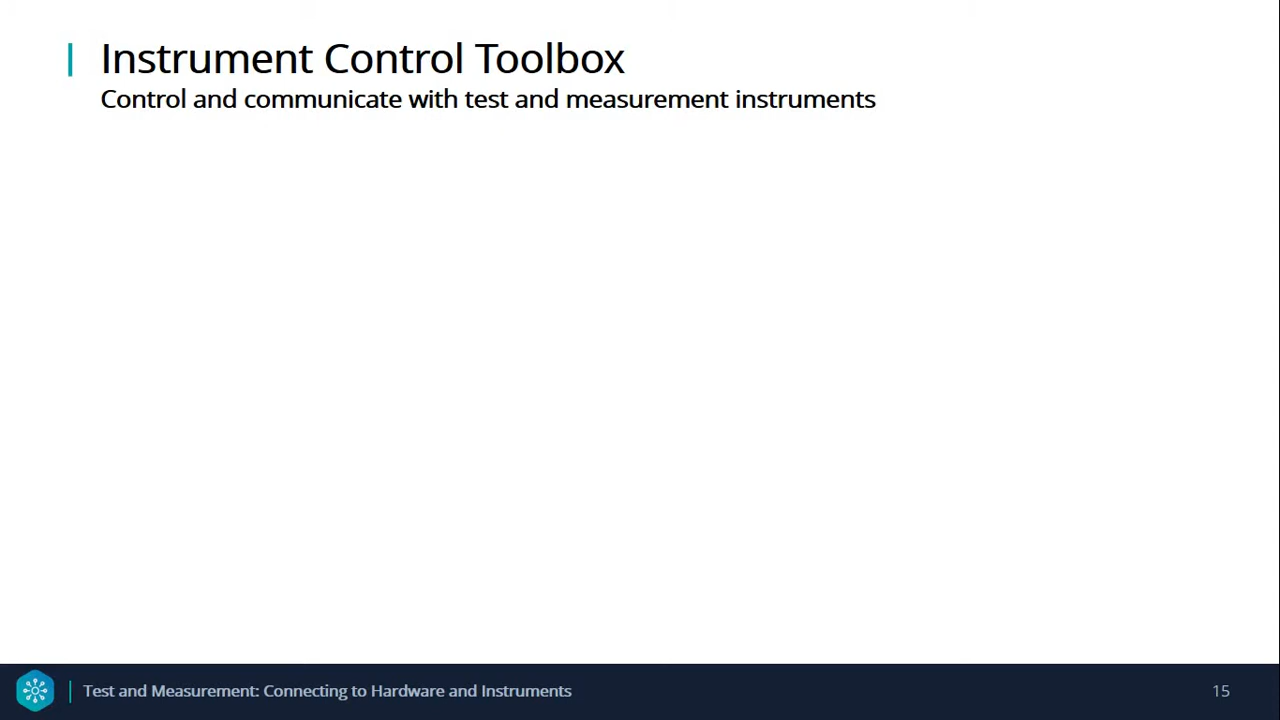 Instrument Control Toolbox
Control and communicate with test and measurement instruments
Test and Measurement: Connecting to Hardware and Instruments
15